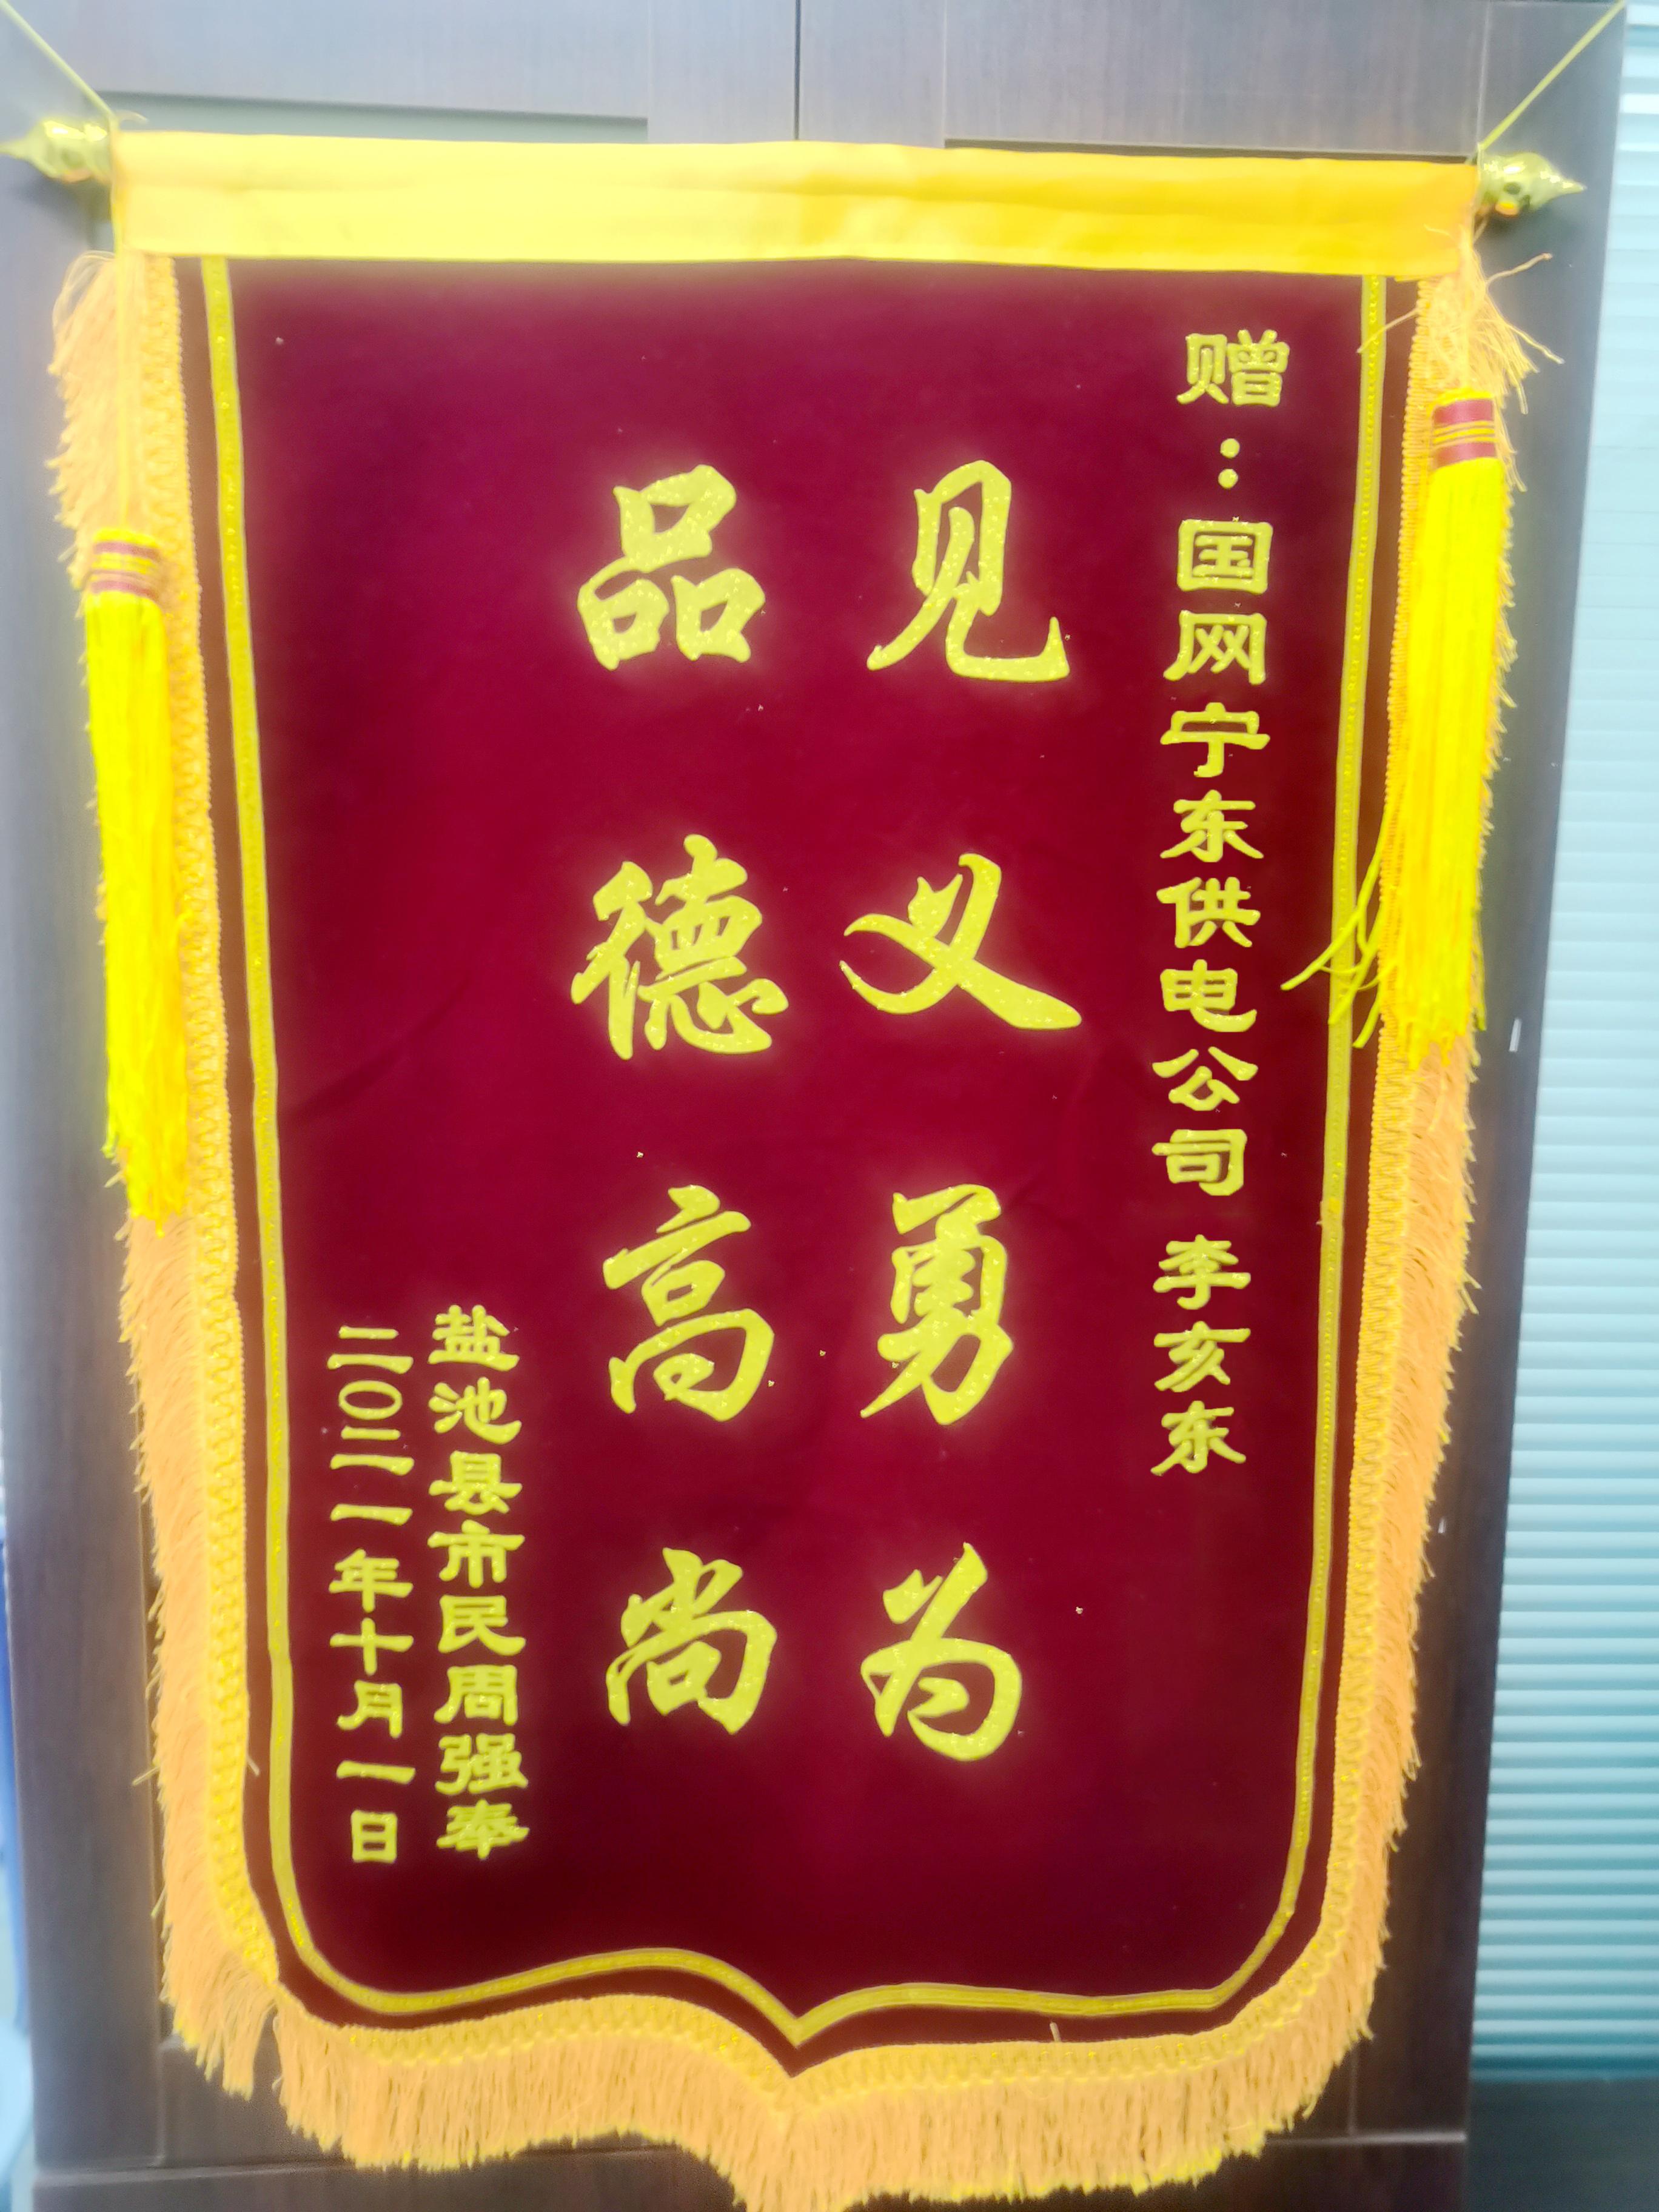 赠：国网宁东供电公司 李亥东
见义勇为
品德高尚
盐池县市民周强奉
二〇二一年十月一日